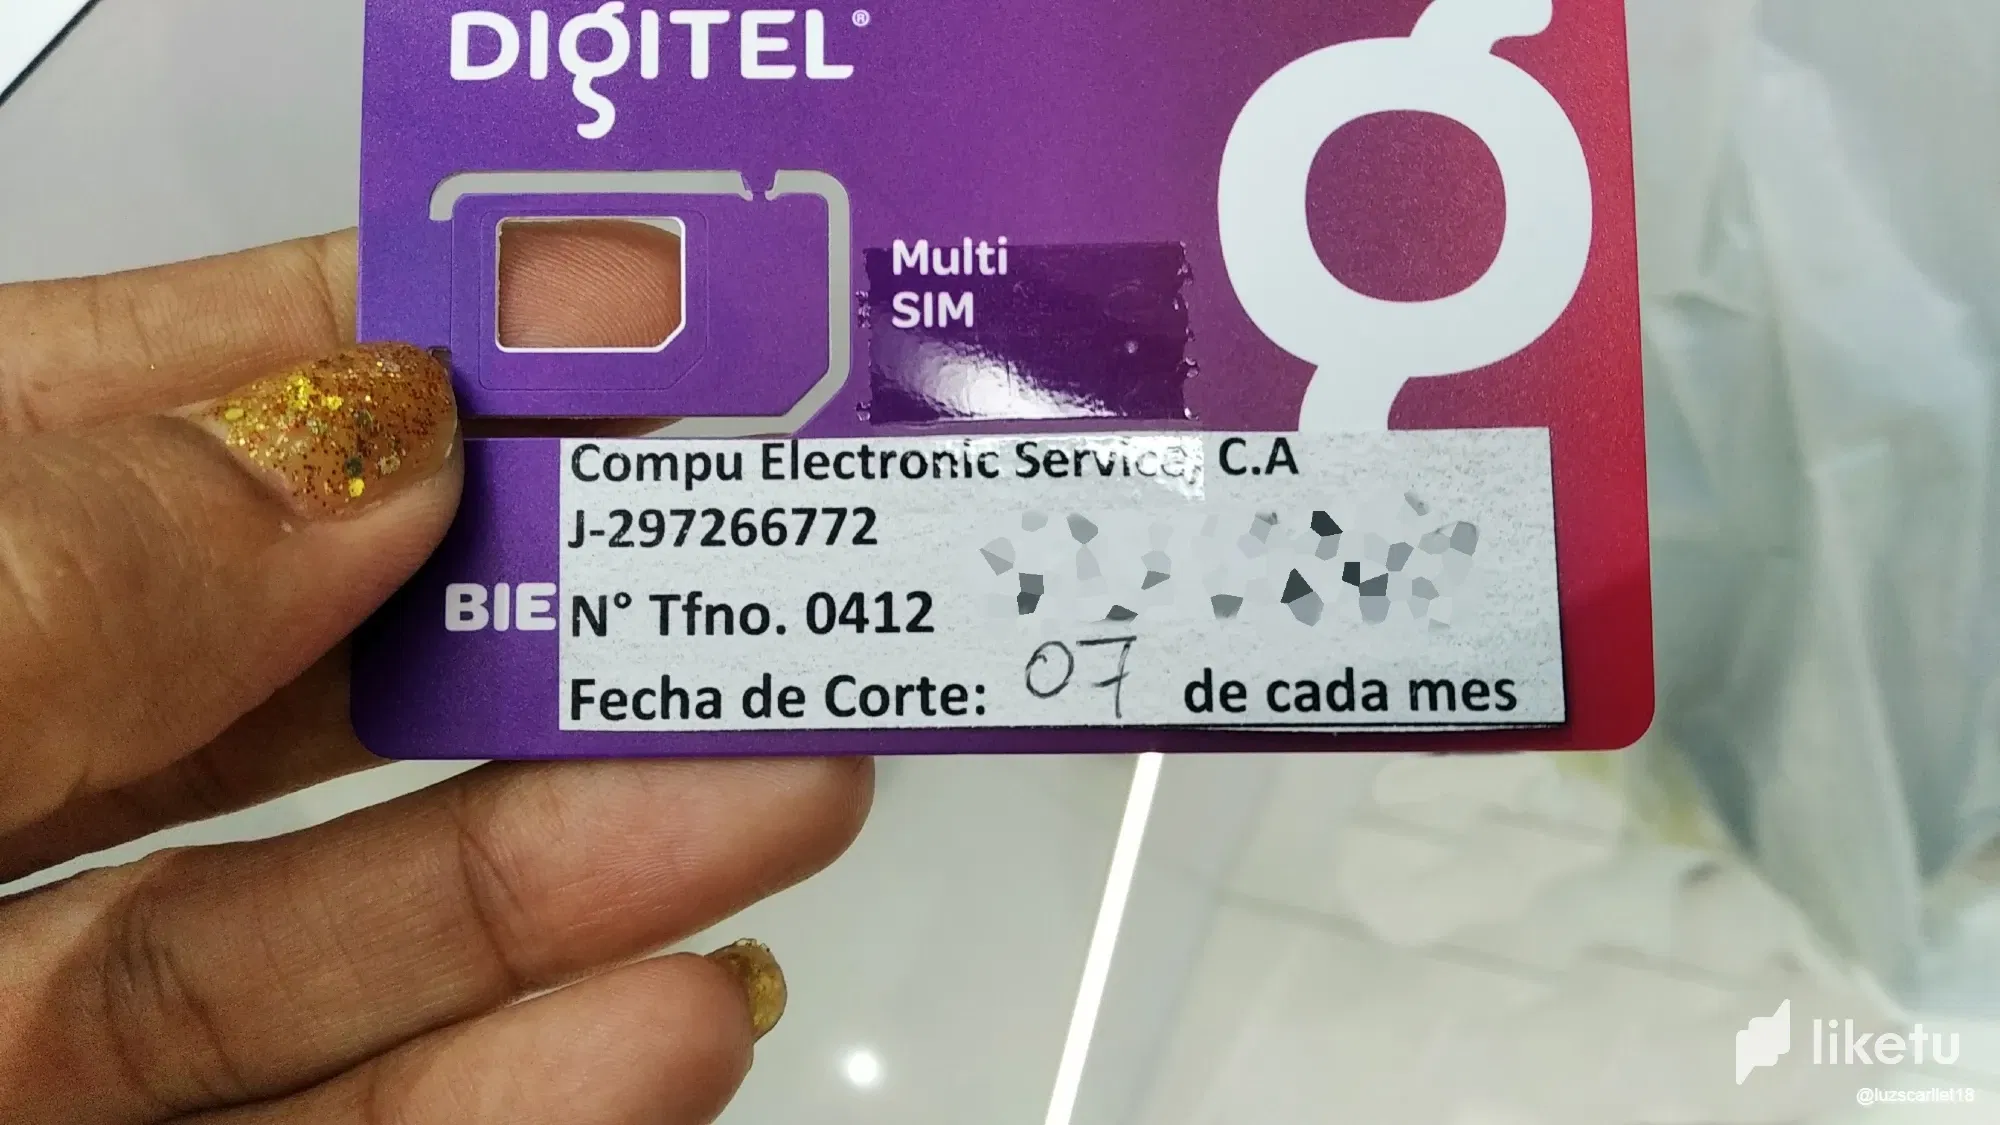 DIGITEL®
Multi
SIM
Compu Electronic Service, C.A
J-297266772
BIE
N° Tfno. 0412
Fecha de Corte: 07 de cada mes
liketu
@luzscarllet18